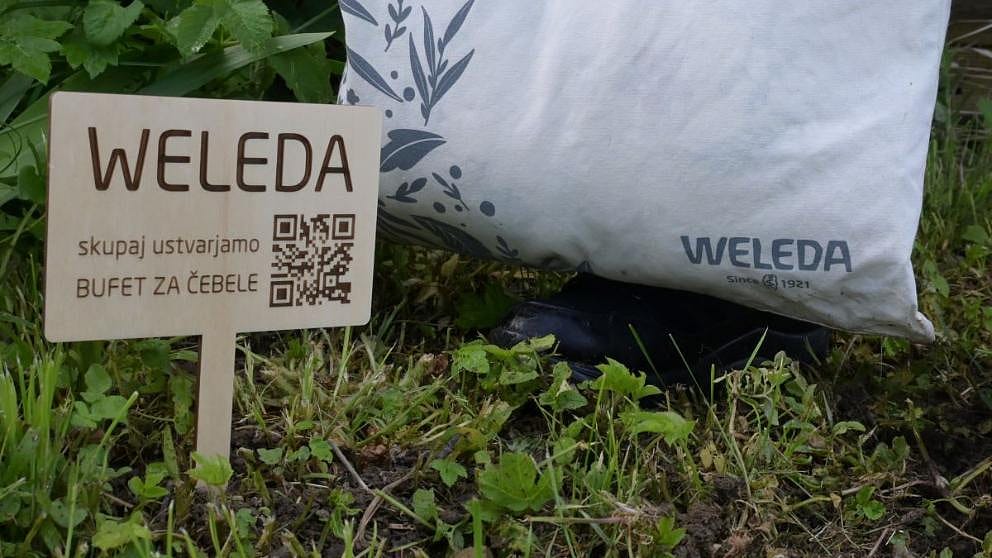 WELEDA
skupaj ustvarjamo
BUFET ZA ČEBELE
WELEDA
Since 1921